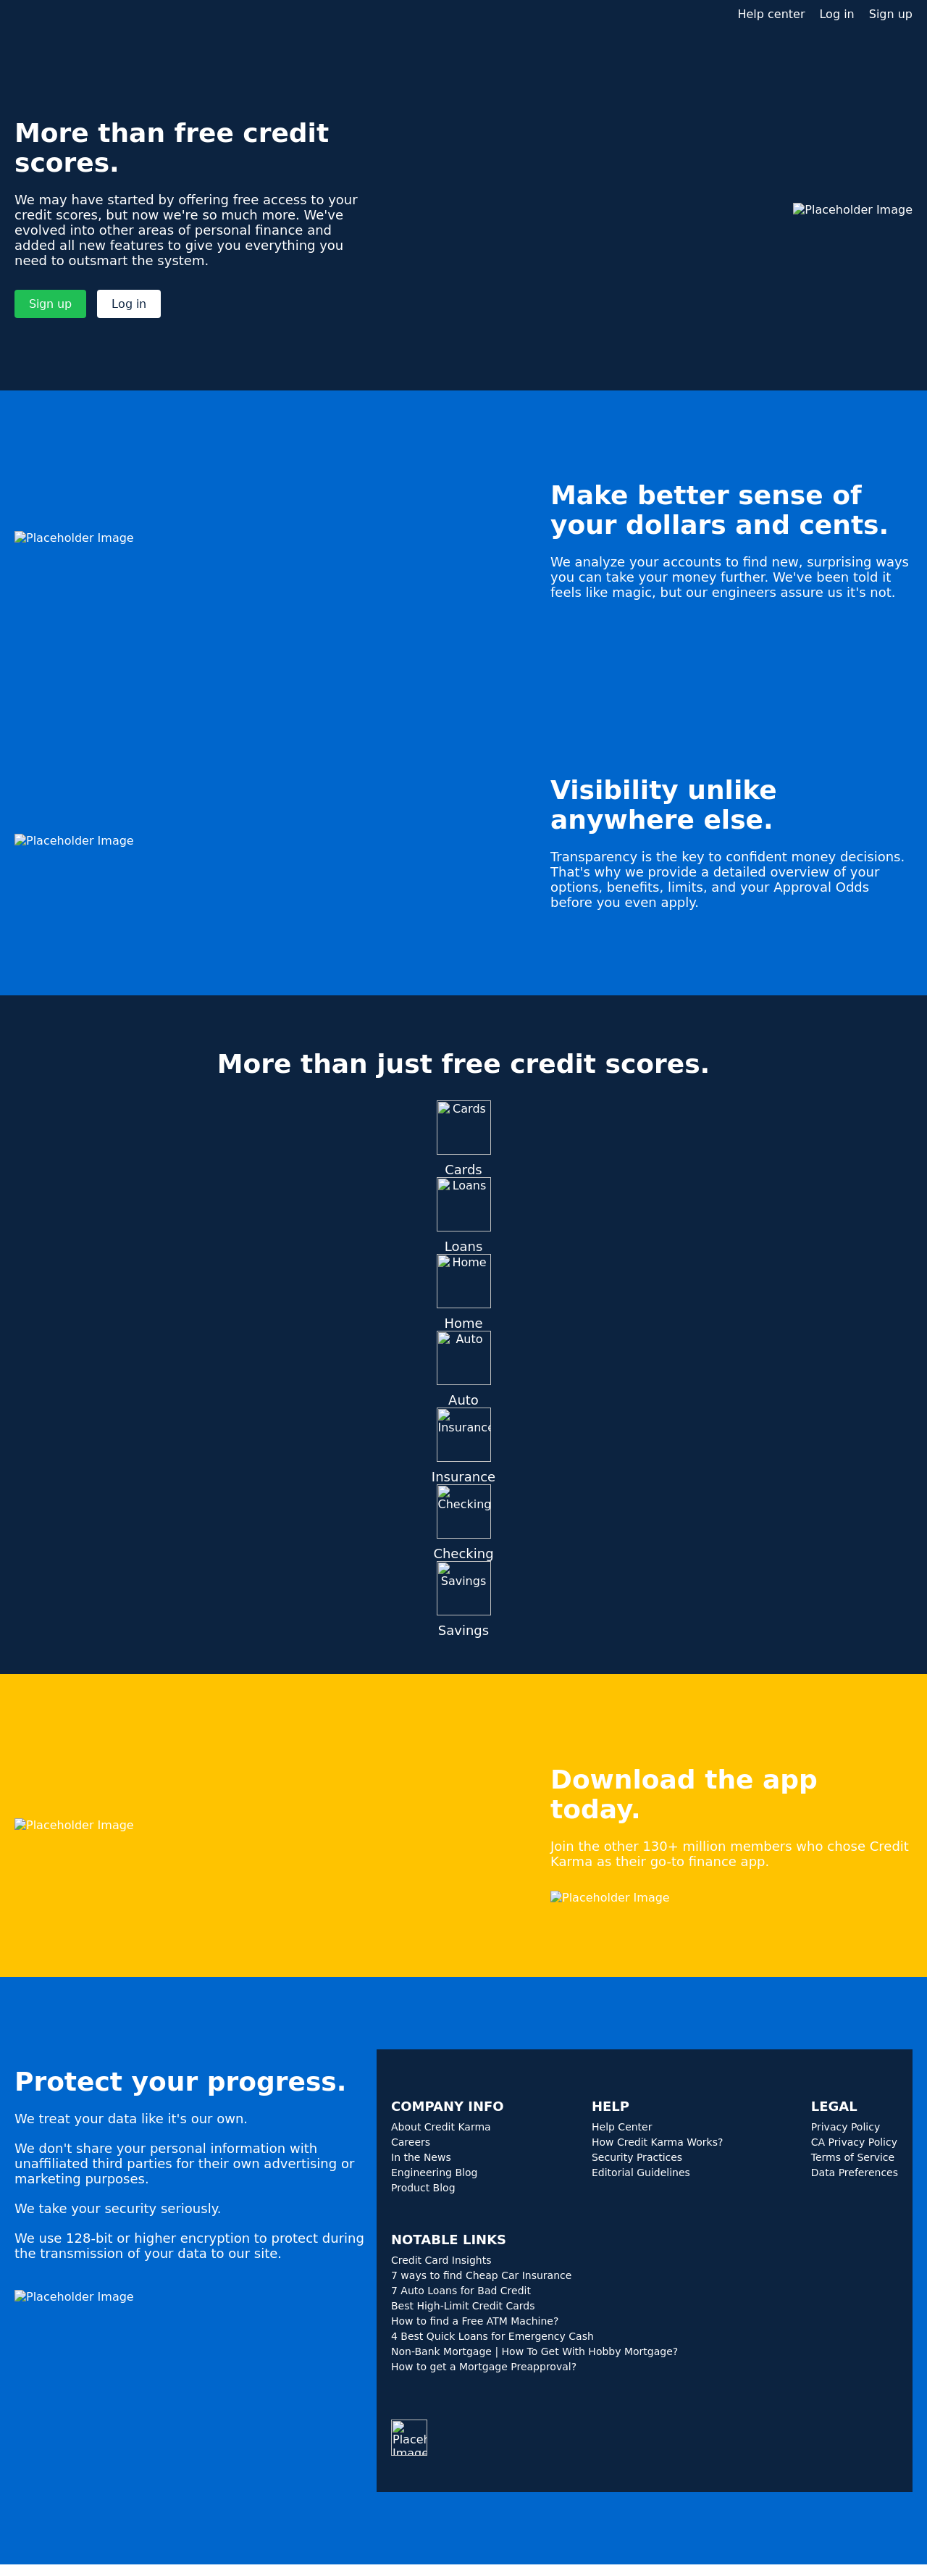 Help center Log in Sign up
More than free credit
scores.
We may have started by offering free access to your
credit scores, but now we're so much more. We've
evolved into other areas of personal finance and
added all new features to give you everything you
need to outsmart the system.
Placeholder Image
Sign up Log in
Placeholder Image
Make better sense of
your dollars and cents.
We analyze your accounts to find new, surprising ways
you can take your money further. We've been told it
feels like magic, but our engineers assure us it's not.
Placeholder Image
Visibility unlike
anywhere else.
Transparency is the key to confident money decisions.
That's why we provide a detailed overview of your
options, benefits, limits, and your Approval Odds
before you even apply.
More than just free credit scores.
Cards
Cards
Loans
Loans
Home
Home
Auto
Auto
Insurance
Insurance
Checking
Checking
Savings
Savings
Placeholder Image
Download the app
today.
Join the other 130+ million members who chose Credit
Karma as their go-to finance app.
Placeholder Image
Protect your progress.
We treat your data like it's our own.
We don't share your personal information with
unaffiliated third parties for their own advertising or
marketing purposes.
We take your security seriously.
We use 128-bit or higher encryption to protect during
the transmission of your data to our site.
Placeholder Image
COMPANY INFO
About Credit Karma
Careers
In the News
Engineering Blog
Product Blog
HELP
Help Center
How Credit Karma Works?
Security Practices
Editorial Guidelines
LEGAL
Privacy Policy
CA Privacy Policy
Terms of Service
Data Preferences
NOTABLE LINKS
Credit Card Insights
7 ways to find Cheap Car Insurance
7 Auto Loans for Bad Credit
Best High-Limit Credit Cards
How to find a Free ATM Machine?
4 Best Quick Loans for Emergency Cash
Non-Bank Mortgage | How To Get With Hobby Mortgage?
How to get a Mortgage Preapproval?
Placeh
Image